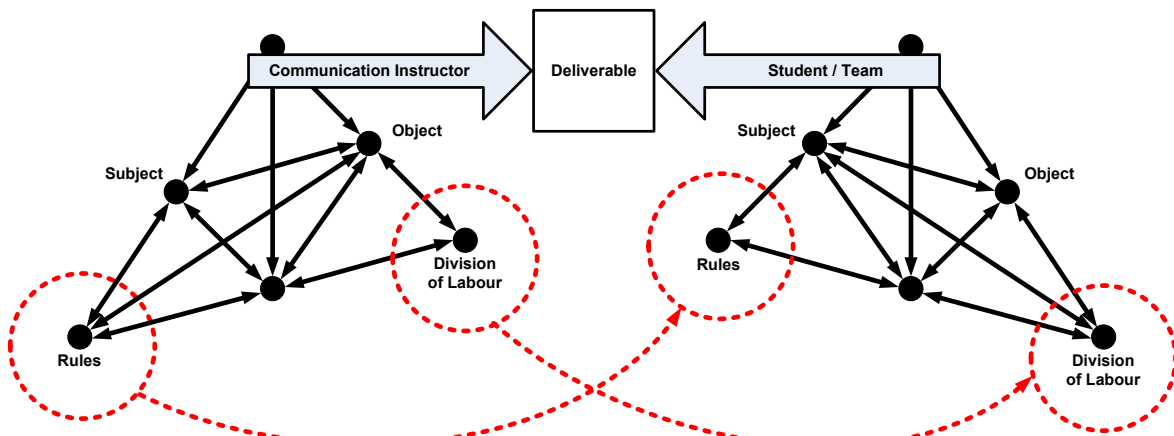 Communication Instructor
Deliverable
Student / Team
Object
Subject
Subject
Object
Division
of Labour
Rules
Rules
Division
of Labour